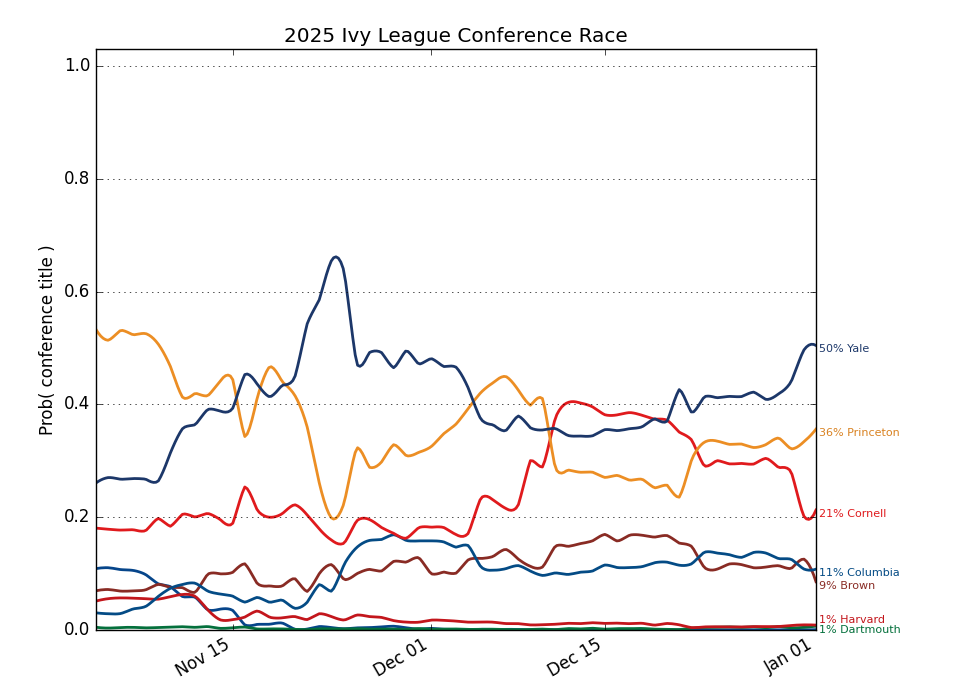 2025 Ivy League Conference Race
Prob( conference title )
1.0
0.8
0.6
0.4
0.2
0.0
Nov 15
Dec 01
Dec 15
Jan 01
50% Yale
36% Princeton
21% Cornell
11% Columbia
9% Brown
1% Harvard
1% Dartmouth